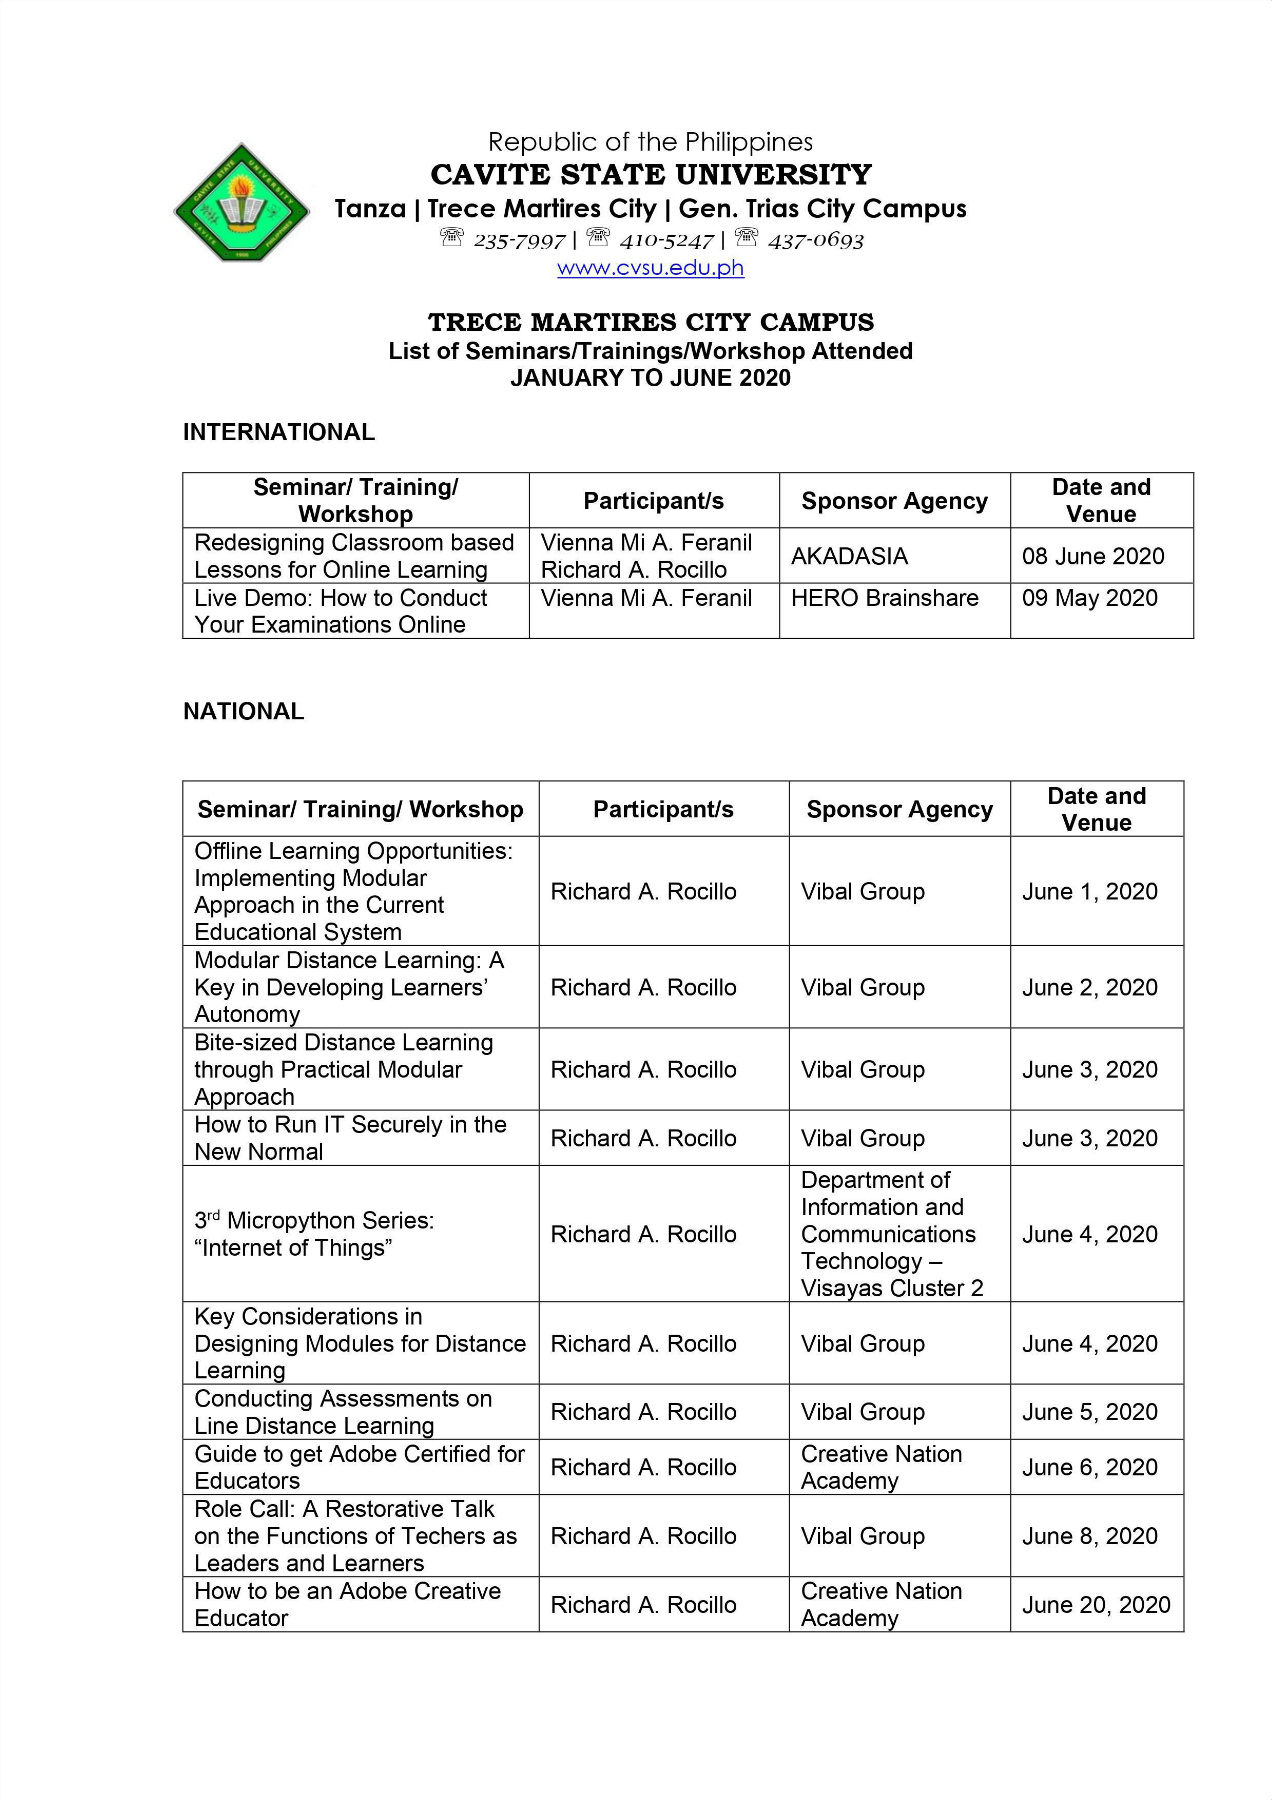 Republic of the Philippines
CAVITE STATE UNIVERSITY
Tanza | Trece Martires City | Gen. Trias City Campus
☏ 235-7997 | ☏ 410-5247 | ☏ 437-0693
www.cvsu.edu.ph
CAVITE STATE UNIVERSITY
CAVITE PHILIPPINES
1906
TRECE MARTIRES CITY CAMPUS
List of Seminars/Trainings/Workshop Attended
JANUARY TO JUNE 2020
INTERNATIONAL
Seminar/ Training/
Workshop
Participant/s
Sponsor Agency
Date and
Venue
Redesigning Classroom based
Lessons for Online Learning
Vienna Mi A. Feranil
Richard A. Rocillo
AKADASIA
08 June 2020
Live Demo: How to Conduct
Your Examinations Online
Vienna Mi A. Feranil
HERO Brainshare
09 May 2020
NATIONAL
Seminar/ Training/ Workshop
Participant/s
Sponsor Agency
Date and
Venue
Offline Learning Opportunities:
Implementing Modular
Approach in the Current
Educational System
Richard A. Rocillo
Vibal Group
June 1, 2020
Modular Distance Learning: A
Key in Developing Learners’
Autonomy
Richard A. Rocillo
Vibal Group
June 2, 2020
Bite-sized Distance Learning
through Practical Modular
Approach
Richard A. Rocillo
Vibal Group
June 3, 2020
How to Run IT Securely in the
New Normal
Richard A. Rocillo
Vibal Group
June 3, 2020
3rd Micropython Series:
“Internet of Things”
Richard A. Rocillo
Department of
Information and
Communications
Technology –
Visayas Cluster 2
June 4, 2020
Key Considerations in
Designing Modules for Distance
Learning
Richard A. Rocillo
Vibal Group
June 4, 2020
Conducting Assessments on
Line Distance Learning
Richard A. Rocillo
Vibal Group
June 5, 2020
Guide to get Adobe Certified for
Educators
Richard A. Rocillo
Creative Nation
Academy
June 6, 2020
Role Call: A Restorative Talk
on the Functions of Techers as
Leaders and Learners
Richard A. Rocillo
Vibal Group
June 8, 2020
How to be an Adobe Creative
Educator
Richard A. Rocillo
Creative Nation
Academy
June 20, 2020